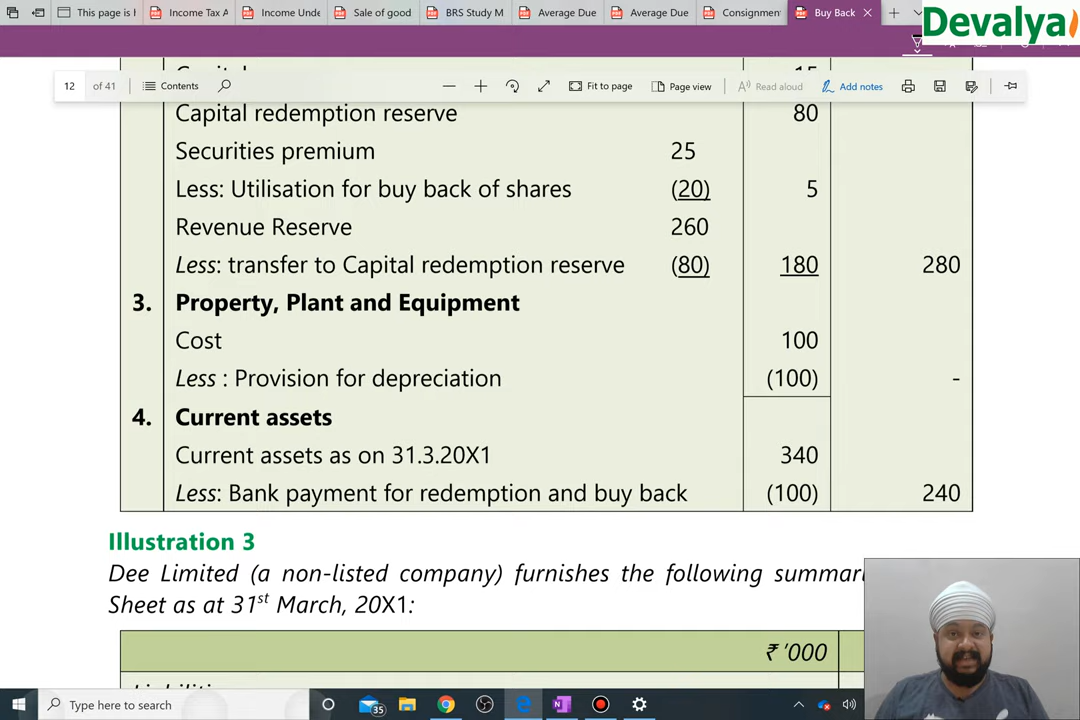 This page is
Income Tax A
Income Unde
Sale of good
BRS Study M
Average Due
Average Due
Consignmen
Buy Back
Devalya
12 of 41
Contents
Fit to page
Page view
Read aloud
Add notes
15
Capital redemption reserve 80
Securities premium 25
Less: Utilisation for buy back of shares (20) 5
Revenue Reserve 260
Less: transfer to Capital redemption reserve (80) 180 280
3. Property, Plant and Equipment
Cost 100
Less : Provision for depreciation (100) -
4. Current assets
Current assets as on 31.3.20X1 340
Less: Bank payment for redemption and buy back (100) 240
Illustration 3
Dee Limited (a non-listed company) furnishes the following summar
Sheet as at 31st March, 20X1:
₹ '000
Type here to search
35